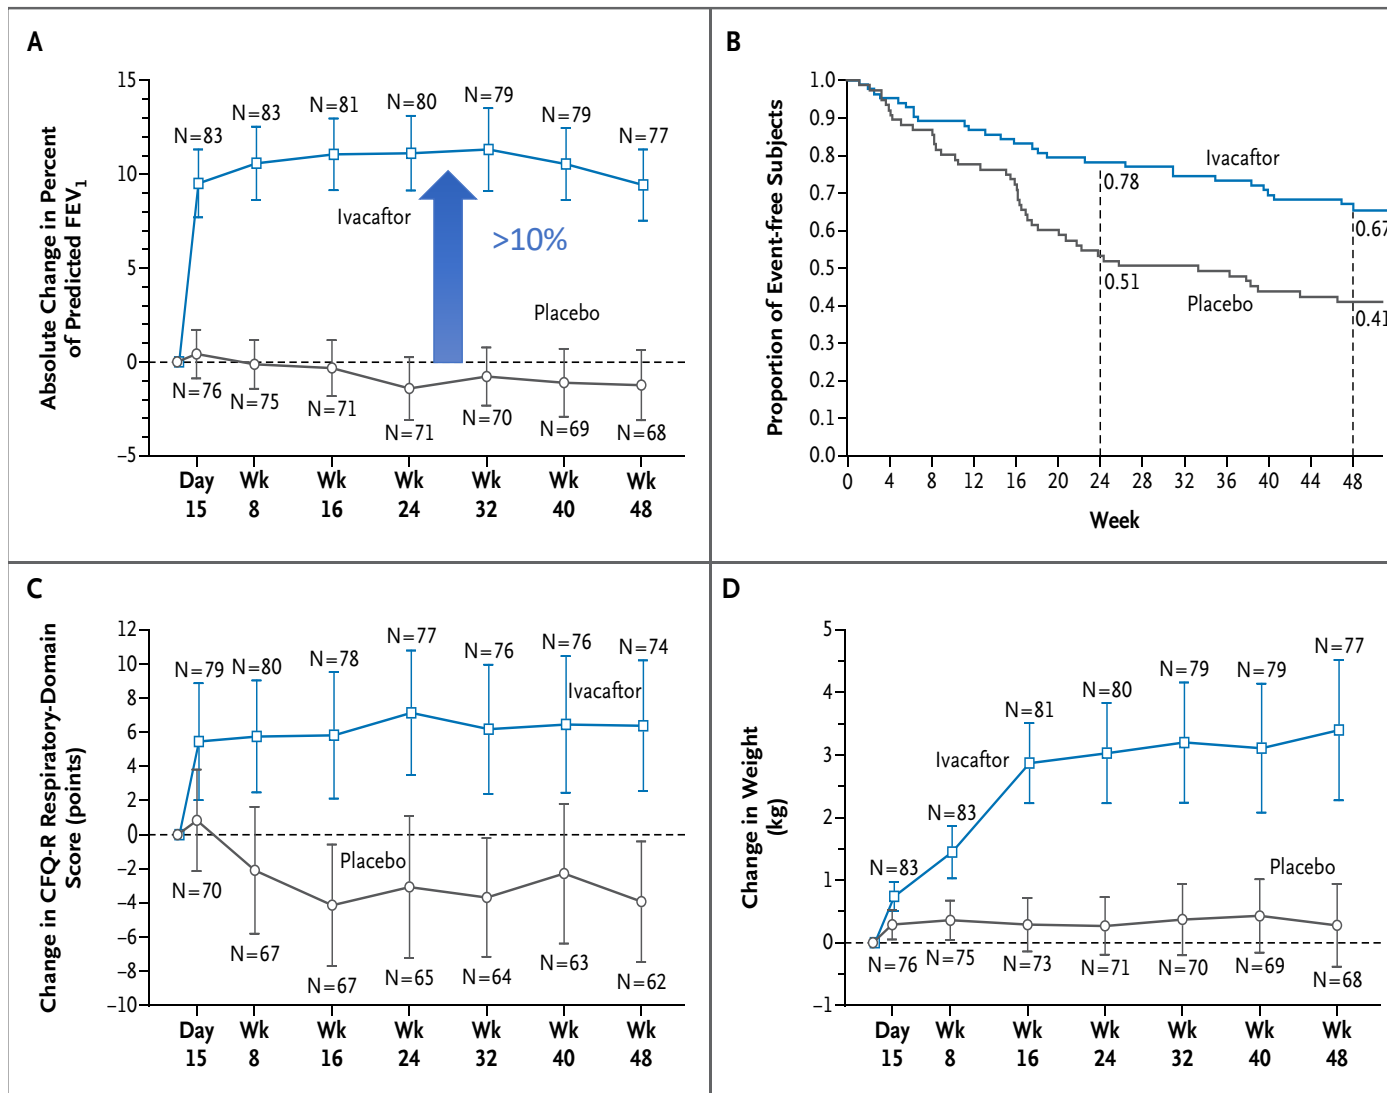 A
Absolute Change in Percent
of Predicted FEV1
15
10
5
0
–5
N=83
N=83
N=81
N=80
N=79
N=79
N=77
Ivacaftor
>10%
Placebo
N=76
N=75
N=71
N=71
N=70
N=69
N=68
Day
15
Wk
8
Wk
16
Wk
24
Wk
32
Wk
40
Wk
48
B
Proportion of Event-free Subjects
1.0
0.9
0.8
0.7
0.6
0.5
0.4
0.3
0.2
0.1
0.0
Ivacaftor
0.78
0.67
0.51
Placebo
0.41
0
4
8
12
16
20
24
28
32
36
40
44
48
Week
C
Change in CFQ-R Respiratory-Domain
Score (points)
12
10
8
6
4
2
0
–2
–4
–6
–8
–10
N=79
N=80
N=78
N=77
N=76
N=76
N=74
Ivacaftor
Placebo
N=70
N=67
N=67
N=65
N=64
N=63
N=62
Day
15
Wk
8
Wk
16
Wk
24
Wk
32
Wk
40
Wk
48
D
Change in Weight
(kg)
5
4
3
2
1
0
–1
N=83
N=83
N=81
N=80
N=79
N=79
N=77
Ivacaftor
Placebo
N=76
N=75
N=73
N=71
N=70
N=69
N=68
Day
15
Wk
8
Wk
16
Wk
24
Wk
32
Wk
40
Wk
48